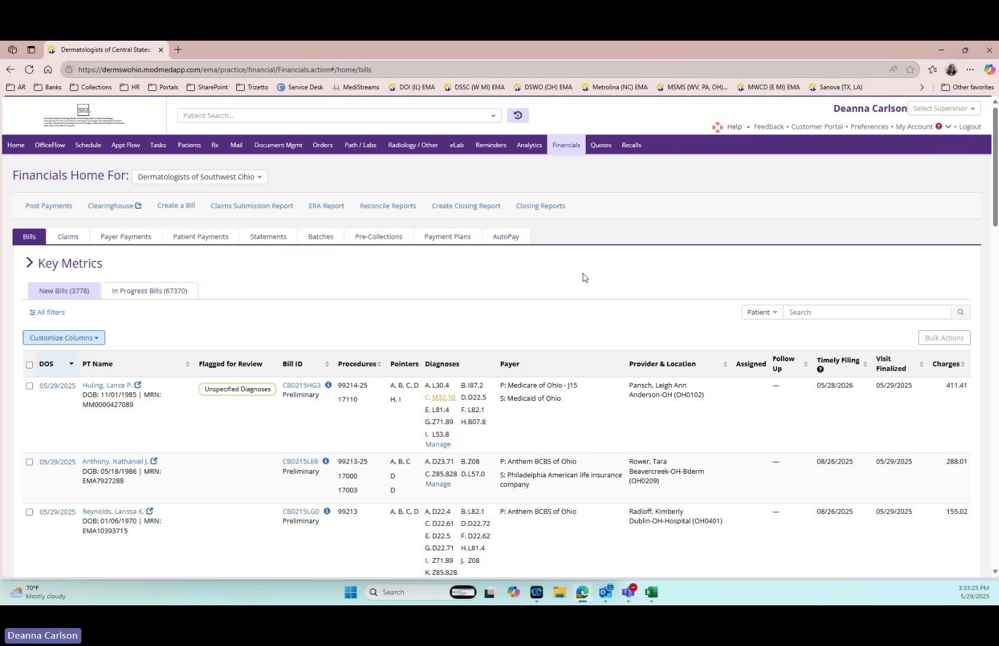 Dermatologists of Central States:
https://dermswohio.modmedapp.com/ema/practice/financial/Financials.action#/home/bills
AR Banks Collections HR Portals SharePoint Trizetto Service Desk MediStreams DOI (IL) EMA DSSC (W MI) EMA DSWO (OH) EMA Metrolina (NC) EMA MSMS (WV, PA, OH)... MWCD (E MI) EMA Sanova (TX, LA) Other favorites
DOCS
Patient Search...
Deanna Carlson Select Supervisor
Help • Feedback • Customer Portal • Preferences • My Account • Logout
Home OfficeFlow Schedule Appt Flow Tasks Patients Rx Mail Document Mgmt Orders Path / Labs Radiology / Other eLab Reminders Analytics Financials Quotes Recalls
Financials Home For: Dermatologists of Southwest Ohio
Post Payments Clearinghouse Create a Bill Claims Submission Report ERA Report Reconcile Reports Create Closing Report Closing Reports
Bills Claims Payer Payments Patient Payments Statements Batches Pre-Collections Payment Plans AutoPay
Key Metrics
New Bills (3778) In Progress Bills (67370)
All filters
Patient Search
Customize Columns
Bulk Actions
DOS PT Name Flagged for Review Bill ID Procedures Pointers Diagnoses Payer Provider & Location Assigned Follow Up Timely Filing Visit Finalized Charges
05/29/2025 Huling, Lance P. Unspecified Diagnoses CB0215HG3 99214-25 A, B, C, D A. L30.4 B.I87.2 P: Medicare of Ohio - J15 Pansch, Leigh Ann — 05/28/2026 05/29/2025 411.41
DOB: 11/01/1985 | MRN: Preliminary 17110 H, I C. M32.10 D.D22.5 S: Medicaid of Ohio Anderson-OH (OH0102)
MM0000427089 E. L81.4 F. L82.1
G.Z71.89 H.B07.8
I. L53.8
Manage
05/29/2025 Anthony, Nathaniel J. CB0215LE6 99213-25 A, B, C A. D23.71 B.Z08 P: Anthem BCBS of Ohio Rower, Tara — 08/26/2025 05/29/2025 288.01
DOB: 05/18/1986 | MRN: Preliminary 17000 D C. Z85.828 D.L57.0 S: Philadelphia American life insurance Beavercreek-OH-Bderm
EMA7927288 17003 D Manage company (OH0209)
05/29/2025 Reynolds, Larissa K. CB0215LG0 99213 A, B, C, D A. D22.4 B.L82.1 P: Anthem BCBS of Ohio Radloff, Kimberly — 08/26/2025 05/29/2025 155.02
DOB: 01/06/1970 | MRN: Preliminary C. D22.61 D.D22.72 Dublin-OH-Hospital (OH0401)
EMA10393715 E. D22.5 F. D22.62
G.D22.71 H.L81.4
I. Z71.89 J. Z08
K. Z85.828
70°F
Mostly cloudy
Search
3:33:25 PM
5/29/2025
Deanna Carlson